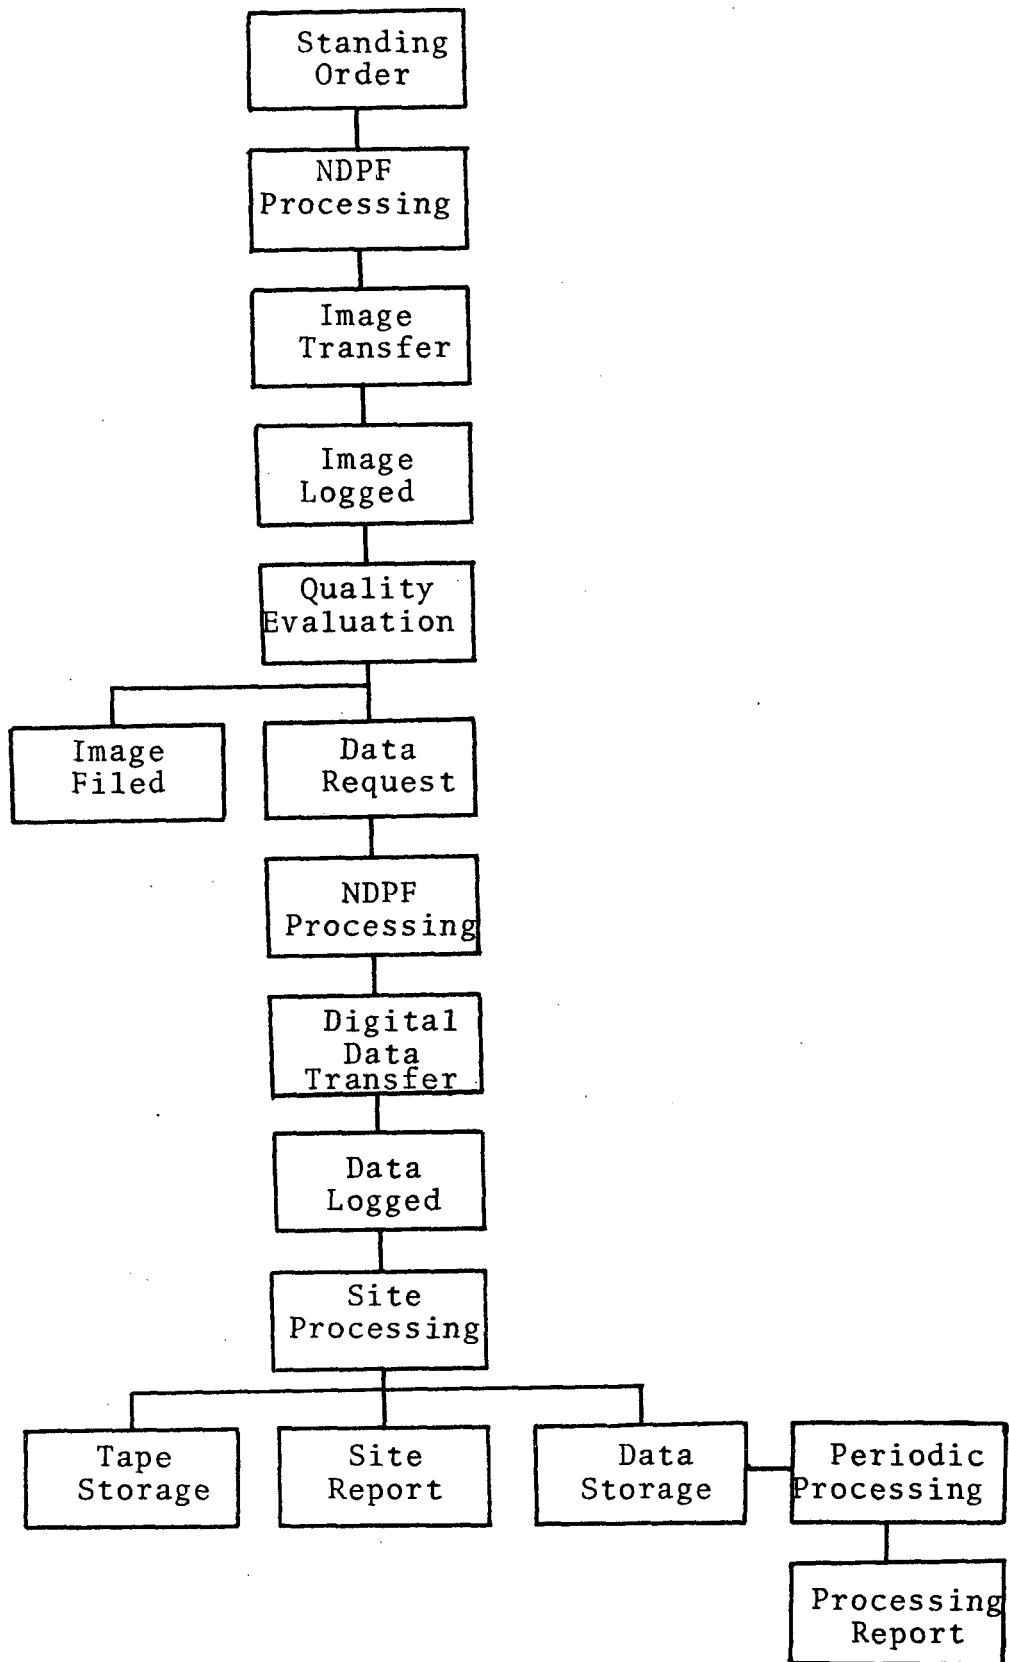 Standing
Order
NDPF
Processing
Image
Transfer
Image
Logged
Quality
Evaluation
Image
Filed
Data
Request
NDPF
Processing
Digital
Data
Transfer
Data
Logged
Site
Processing
Tape
Storage
Site
Report
Data
Storage
Periodic
Processing
Processing
Report